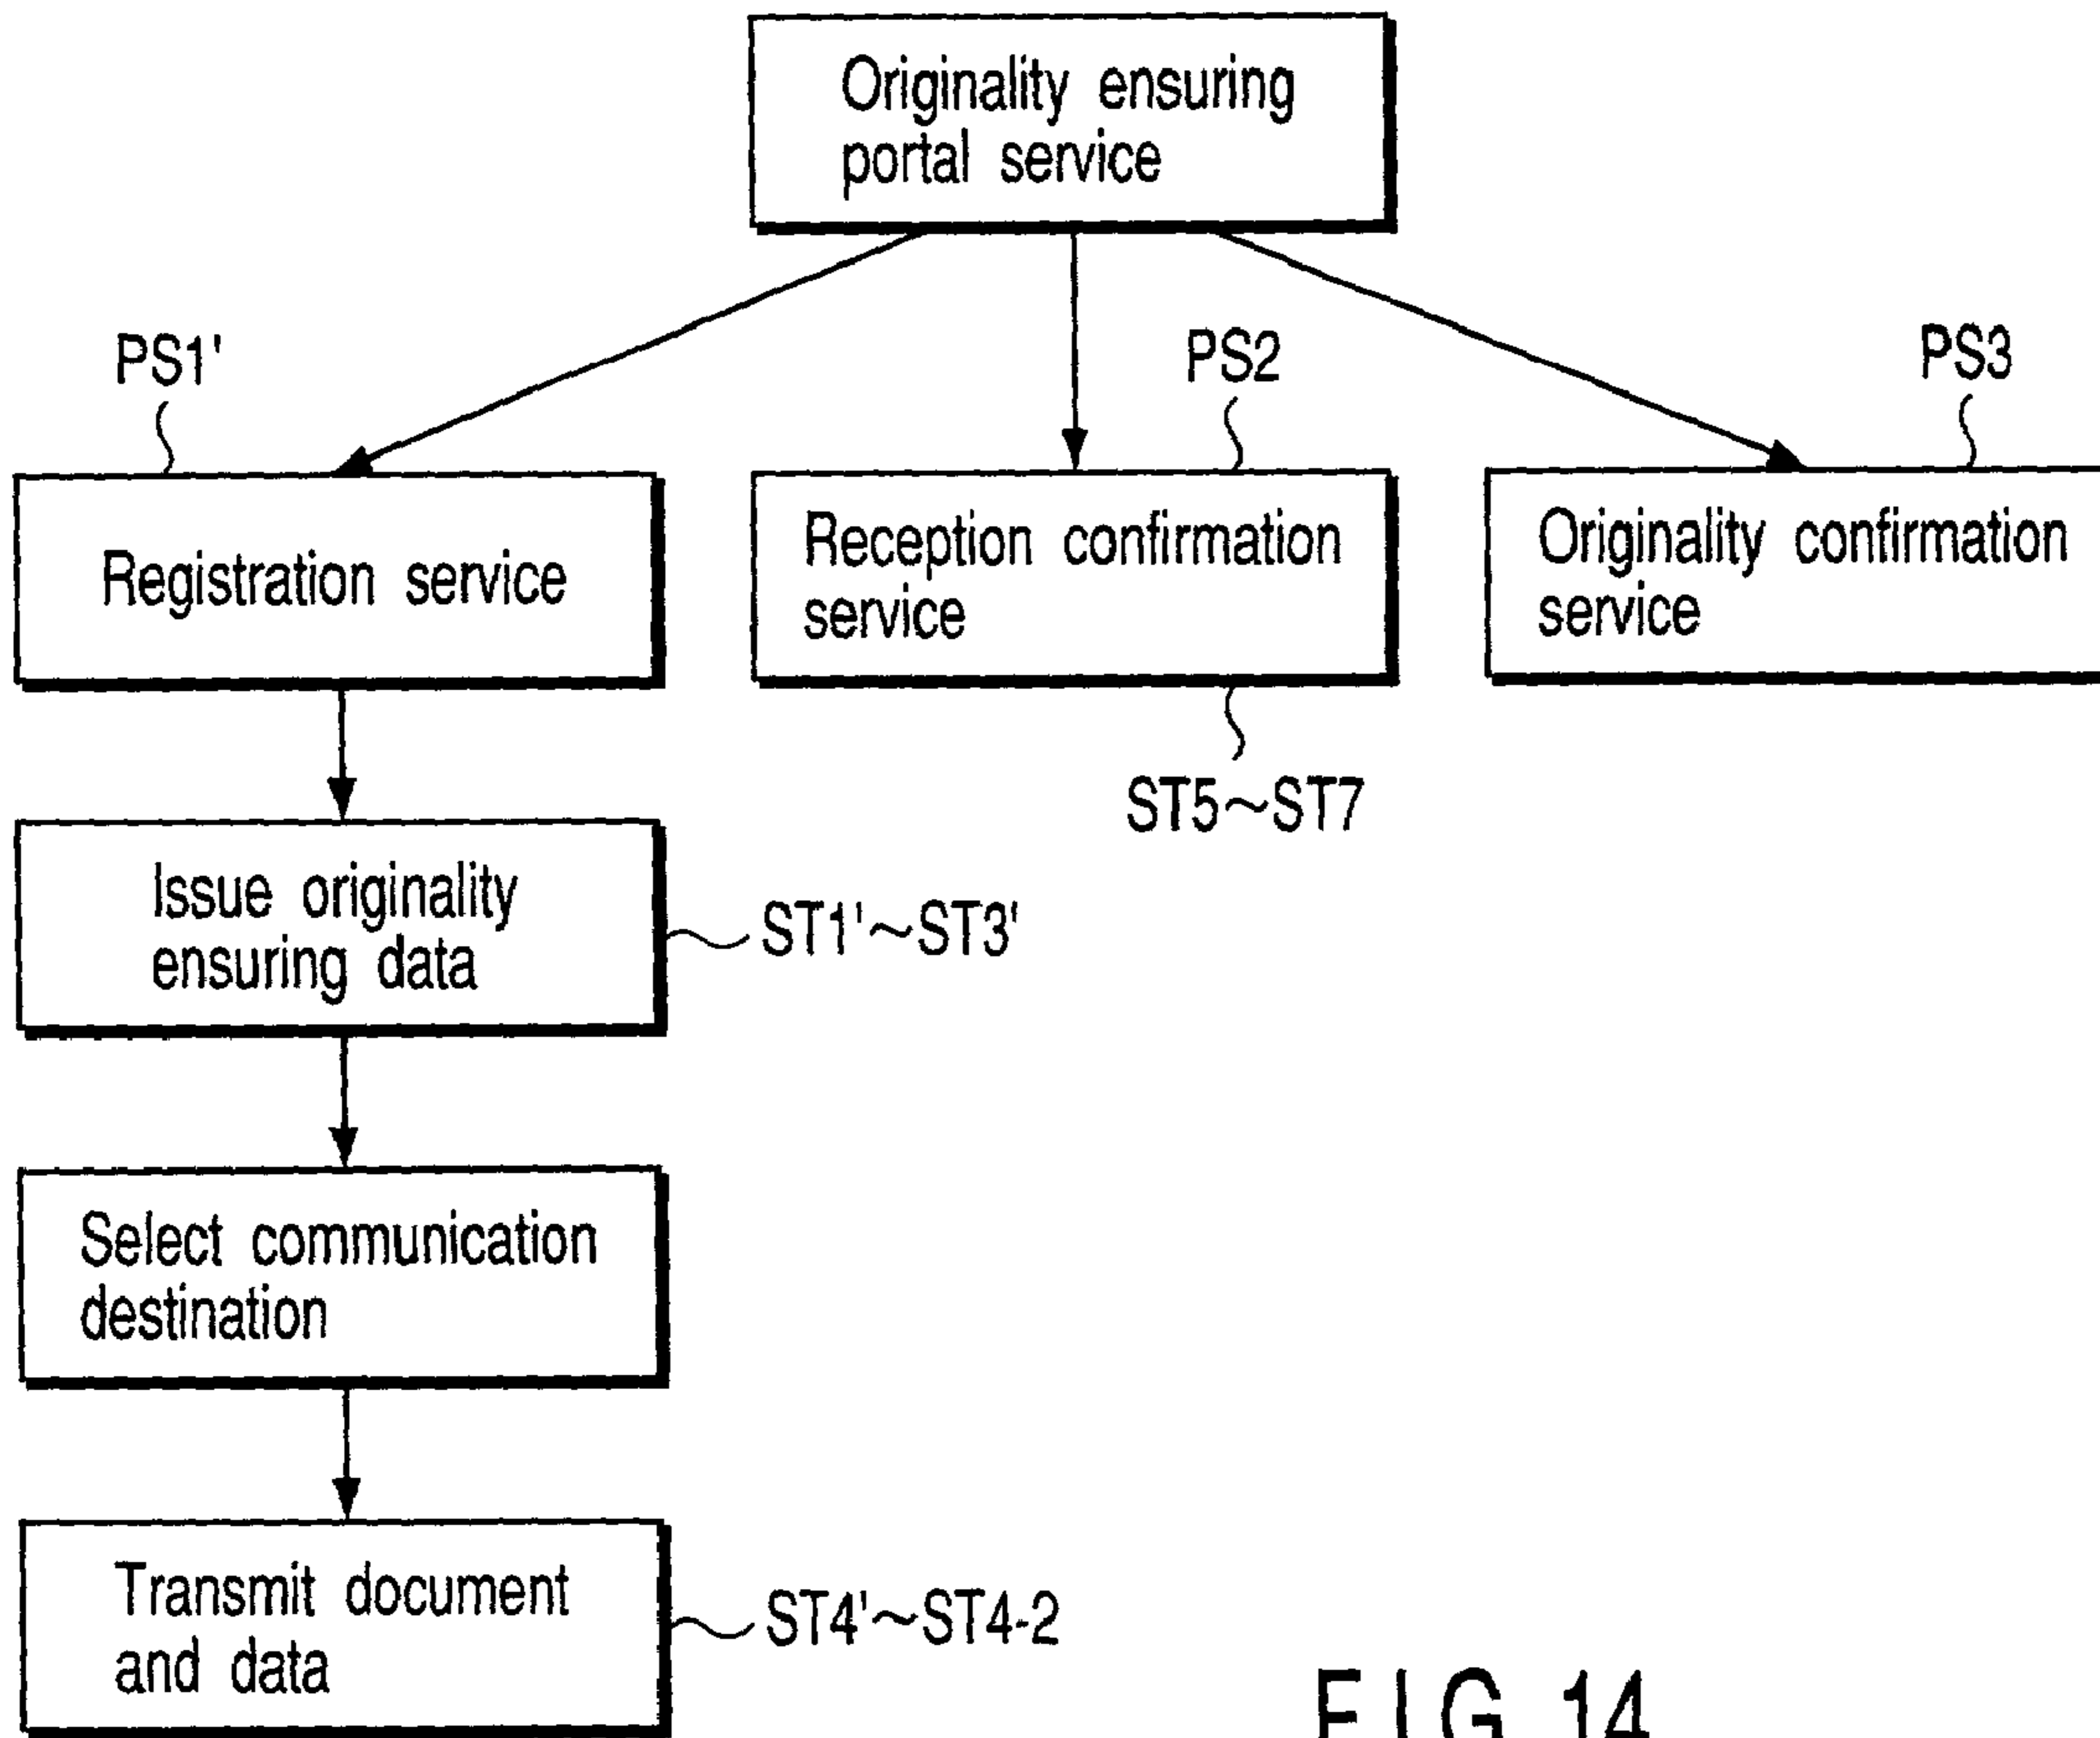 Originality ensuring
portal service
PS1'
PS2
PS3
Registration service
Reception confirmation
service
Originality confirmation
service
ST5~ST7
Issue originality
ensuring data
ST1'~ST3'
Select communication
destination
Transmit document
and data
ST4'~ST4-2
FIG. 14